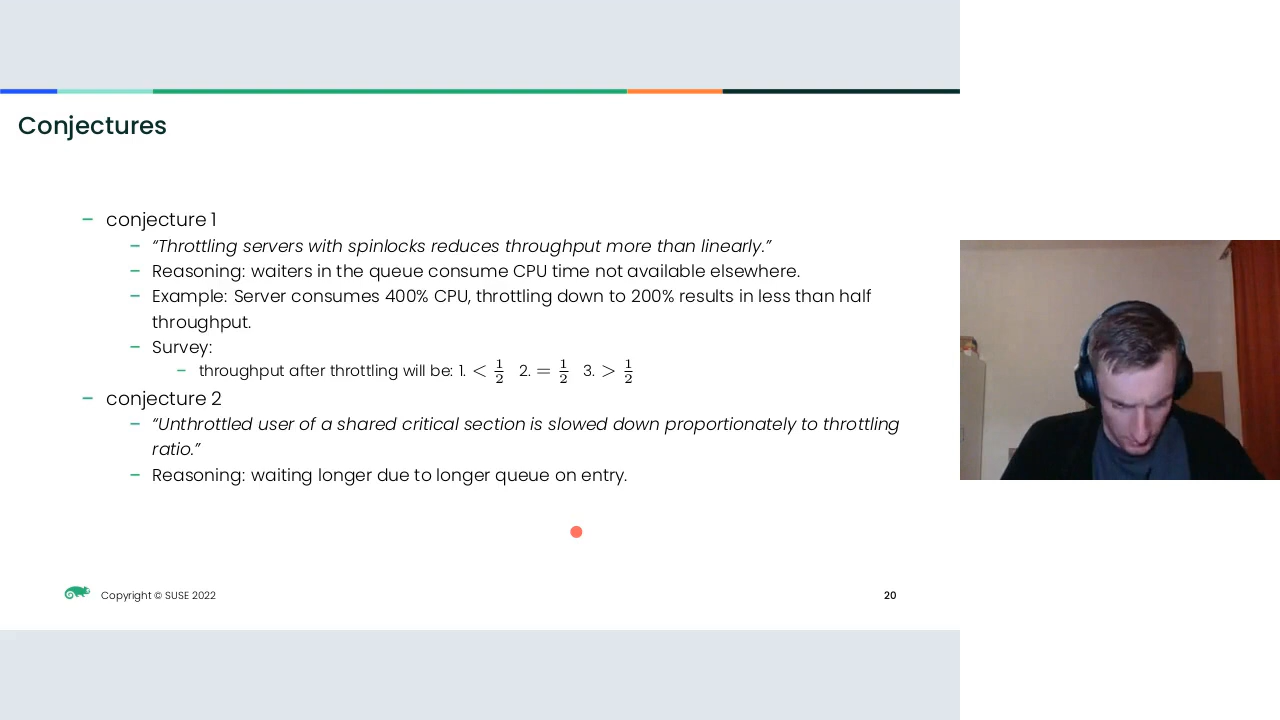 Conjectures
– conjecture 1
– “Throttling servers with spinlocks reduces throughput more than linearly.”
– Reasoning: waiters in the queue consume CPU time not available elsewhere.
– Example: Server consumes 400% CPU, throttling down to 200% results in less than half
throughput.
– Survey:
– throughput after throttling will be: 1. < 1/2 2. = 1/2 3. > 1/2
– conjecture 2
– “Unthrottled user of a shared critical section is slowed down proportionately to throttling
ratio.”
– Reasoning: waiting longer due to longer queue on entry.
Copyright © SUSE 2022
20